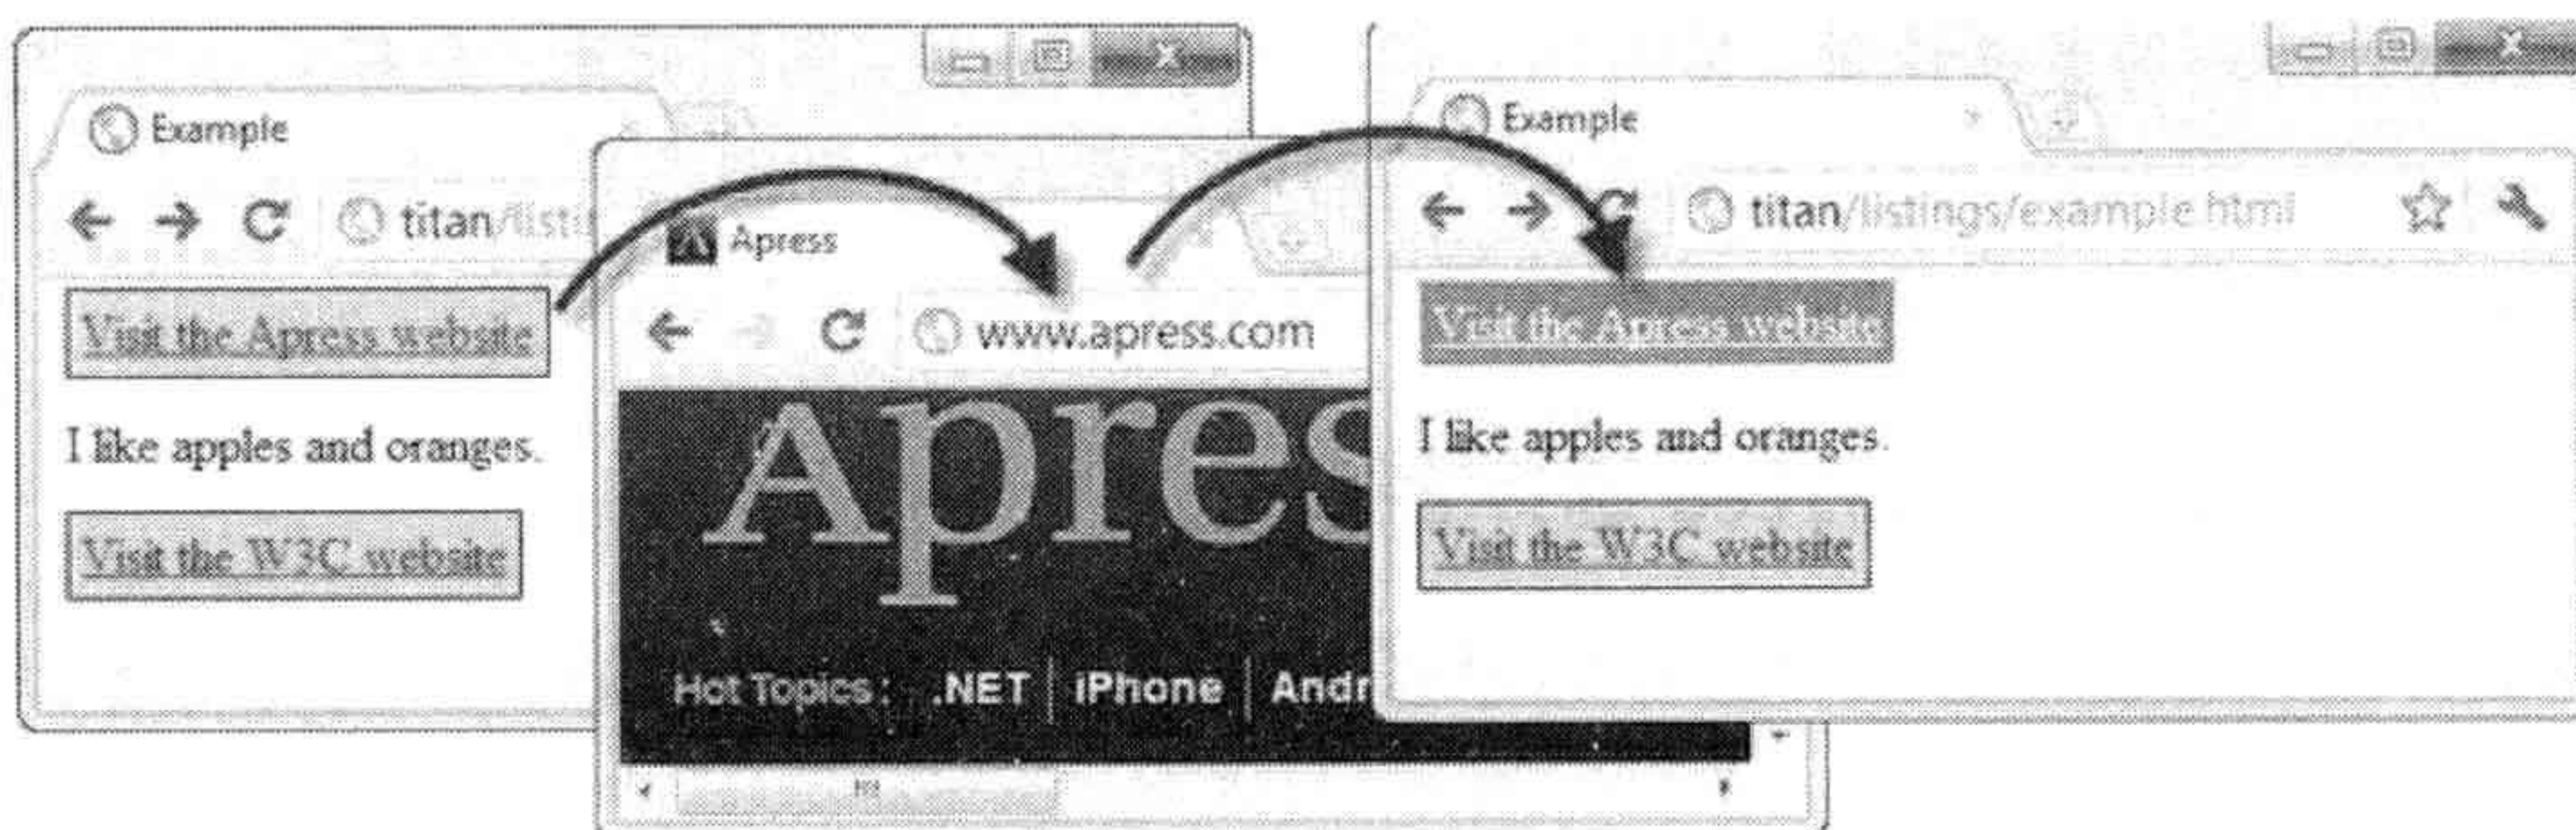 Example
titan/listi
Visit the Apress website
I like apples and oranges.
Visit the W3C website
Apress
www.apress.com
Apres
Hot Topics: .NET | iPhone | Andr
Example
titan/listings/example.html
Visit the Apress website
I like apples and oranges.
Visit the W3C website